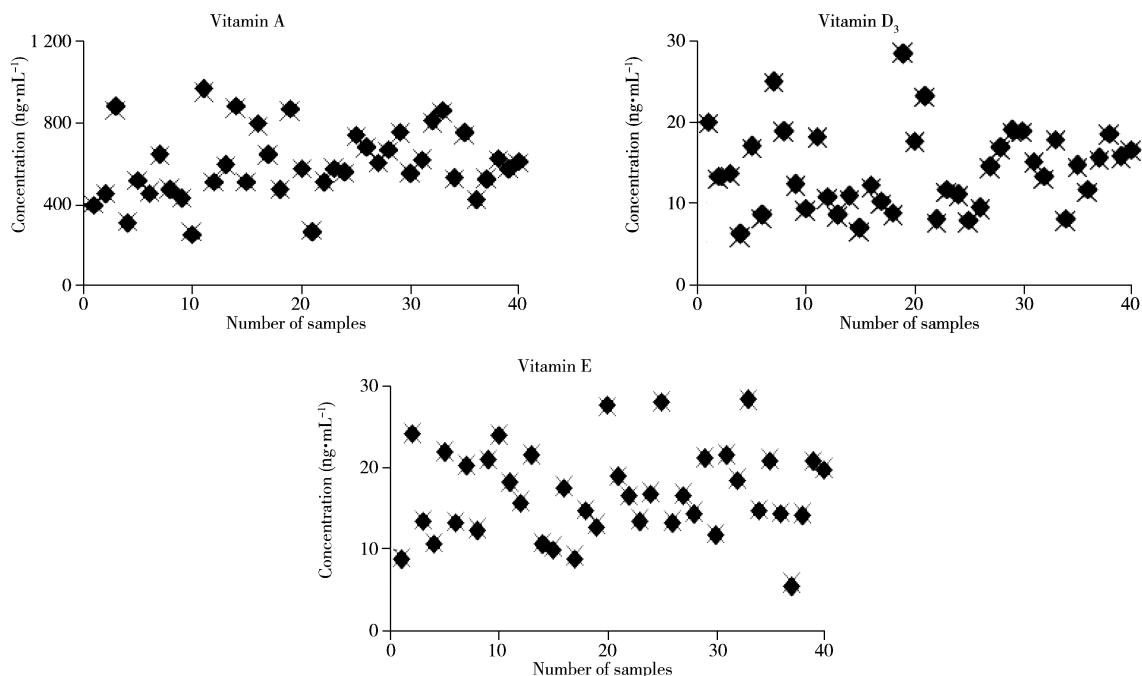 Vitamin A
Concentration (ng•mL⁻¹)
1 200
800
400
0
0 10 20 30 40
Number of samples
Vitamin D₃
Concentration (ng•mL⁻¹)
30
20
10
0
0 10 20 30 40
Number of samples
Vitamin E
Concentration (ng•mL⁻¹)
30
20
10
0
0 10 20 30 40
Number of samples